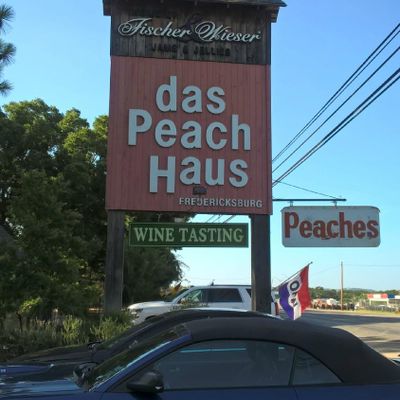 Fischer & Wieser
JAMS & JELLIES
das
Peach
Haus
FREDERICKSBURG
WINE TASTING
Peaches